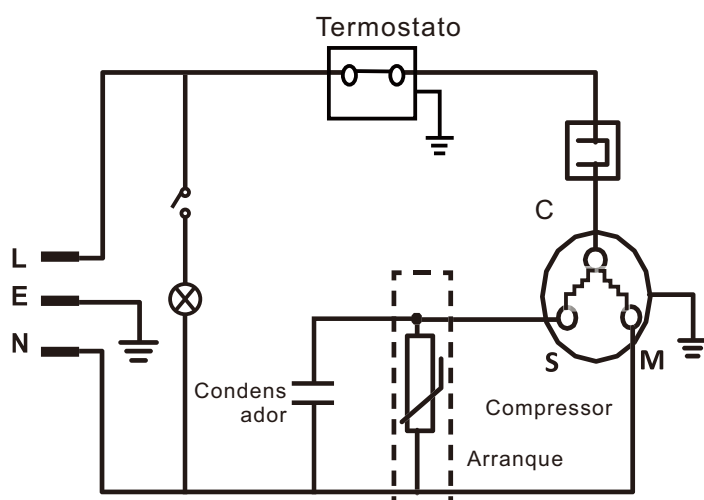 Termostato
C
L
E
N
S
M
Condens
ador
Compressor
Arranque